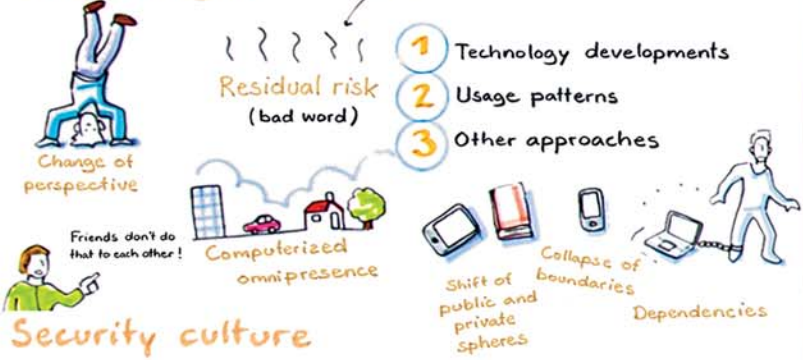 Residual risk
(bad word)
1 Technology developments
2 Usage patterns
3 Other approaches
Change of
perspective
Friends don't do
that to each other!
Computerized
omnipresence
Shift of
public and
private
spheres
Collapse of
boundaries
Dependencies
Security culture